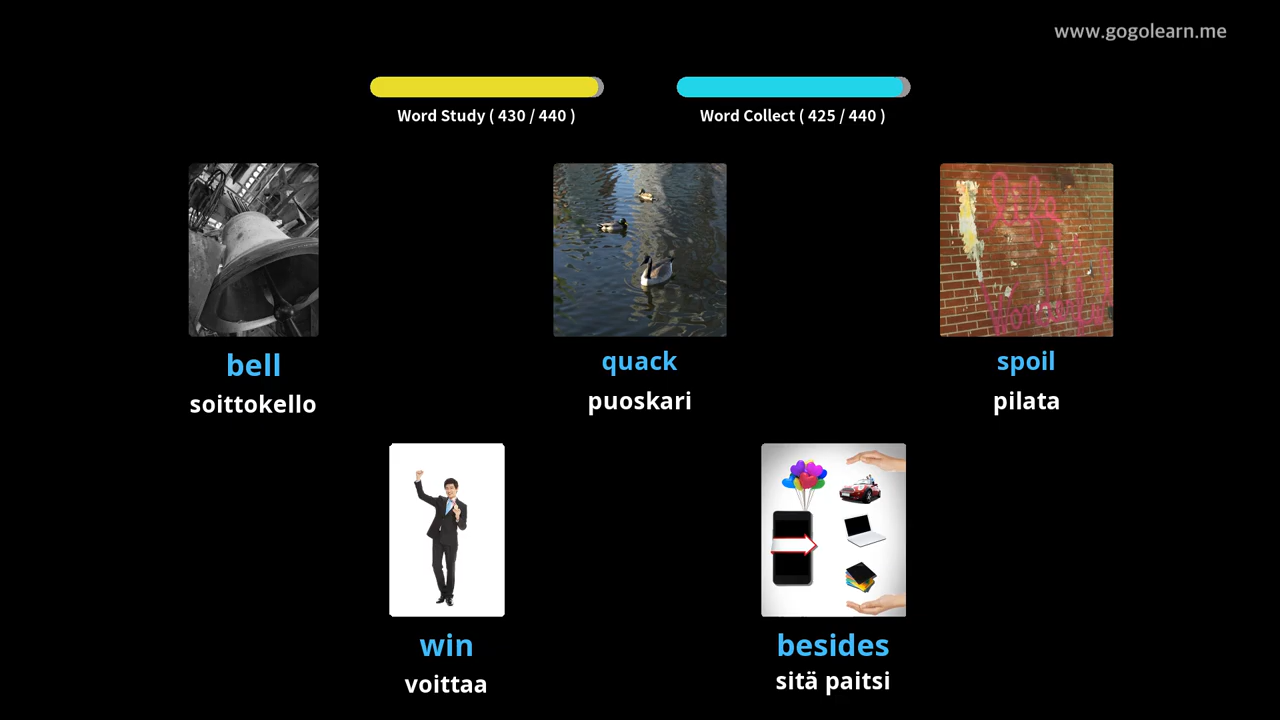 www.gogolearn.me
Word Study ( 430 / 440 )
Word Collect ( 425 / 440 )
bell
soittokello
quack
puoskari
spoil
pilata
win
voittaa
besides
sitä paitsi